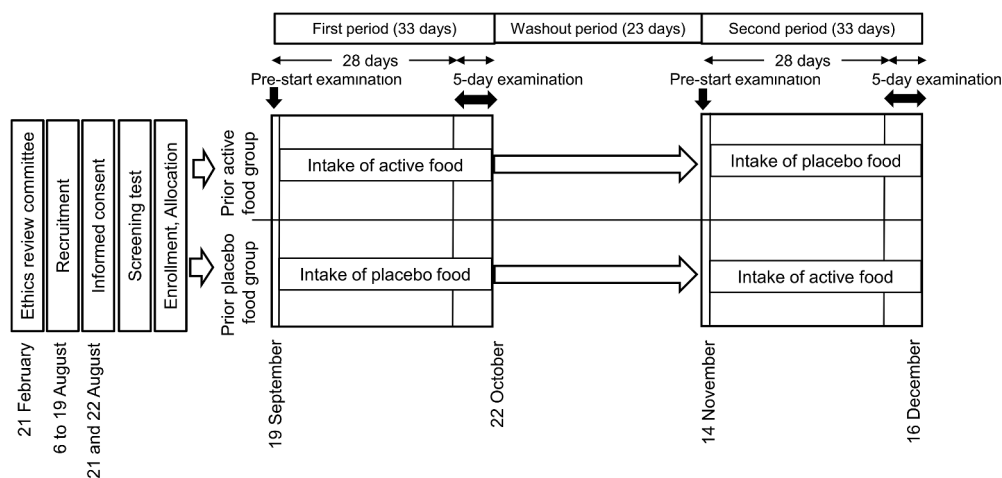 First period (33 days)
Washout period (23 days)
Second period (33 days)
28 days
28 days
Pre-start examination
5-day examination
Pre-start examination
5-day examination
Ethics review committee
Recruitment
Informed consent
Screening test
Enrollment, Allocation
Prior active
food group
Intake of active food
Intake of placebo food
Prior placebo
food group
Intake of placebo food
Intake of active food
21 February
6 to 19 August
21 and 22 August
19 September
22 October
14 November
16 December